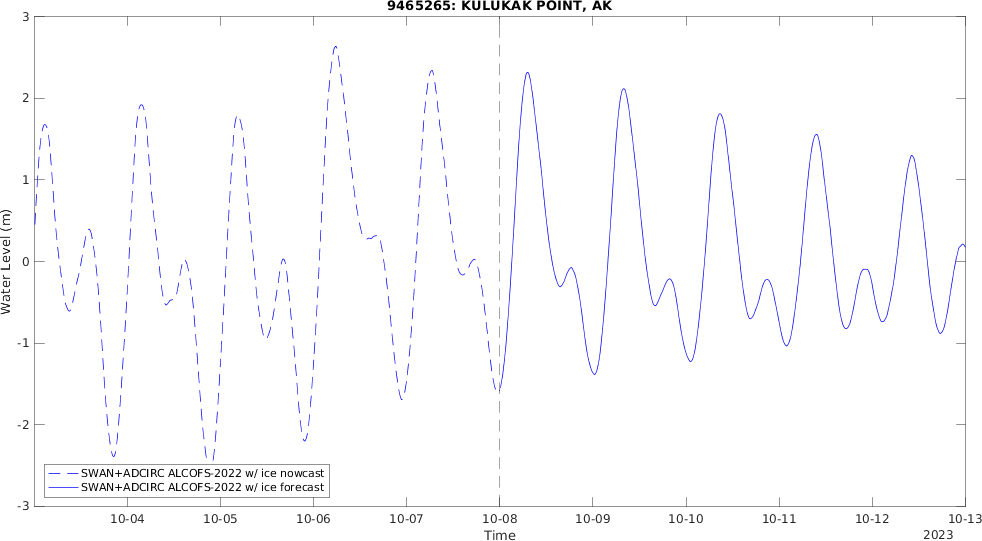 9465265: KULUKAK POINT, AK
3
2
1
0
-1
-2
-3
Water Level (m)
SWAN+ADCIRC ALCOFS-2022 w/ ice nowcast
SWAN+ADCIRC ALCOFS-2022 w/ ice forecast
10-04 10-05 10-06 10-07 10-08 10-09 10-10 10-11 10-12 10-13
Time
2023